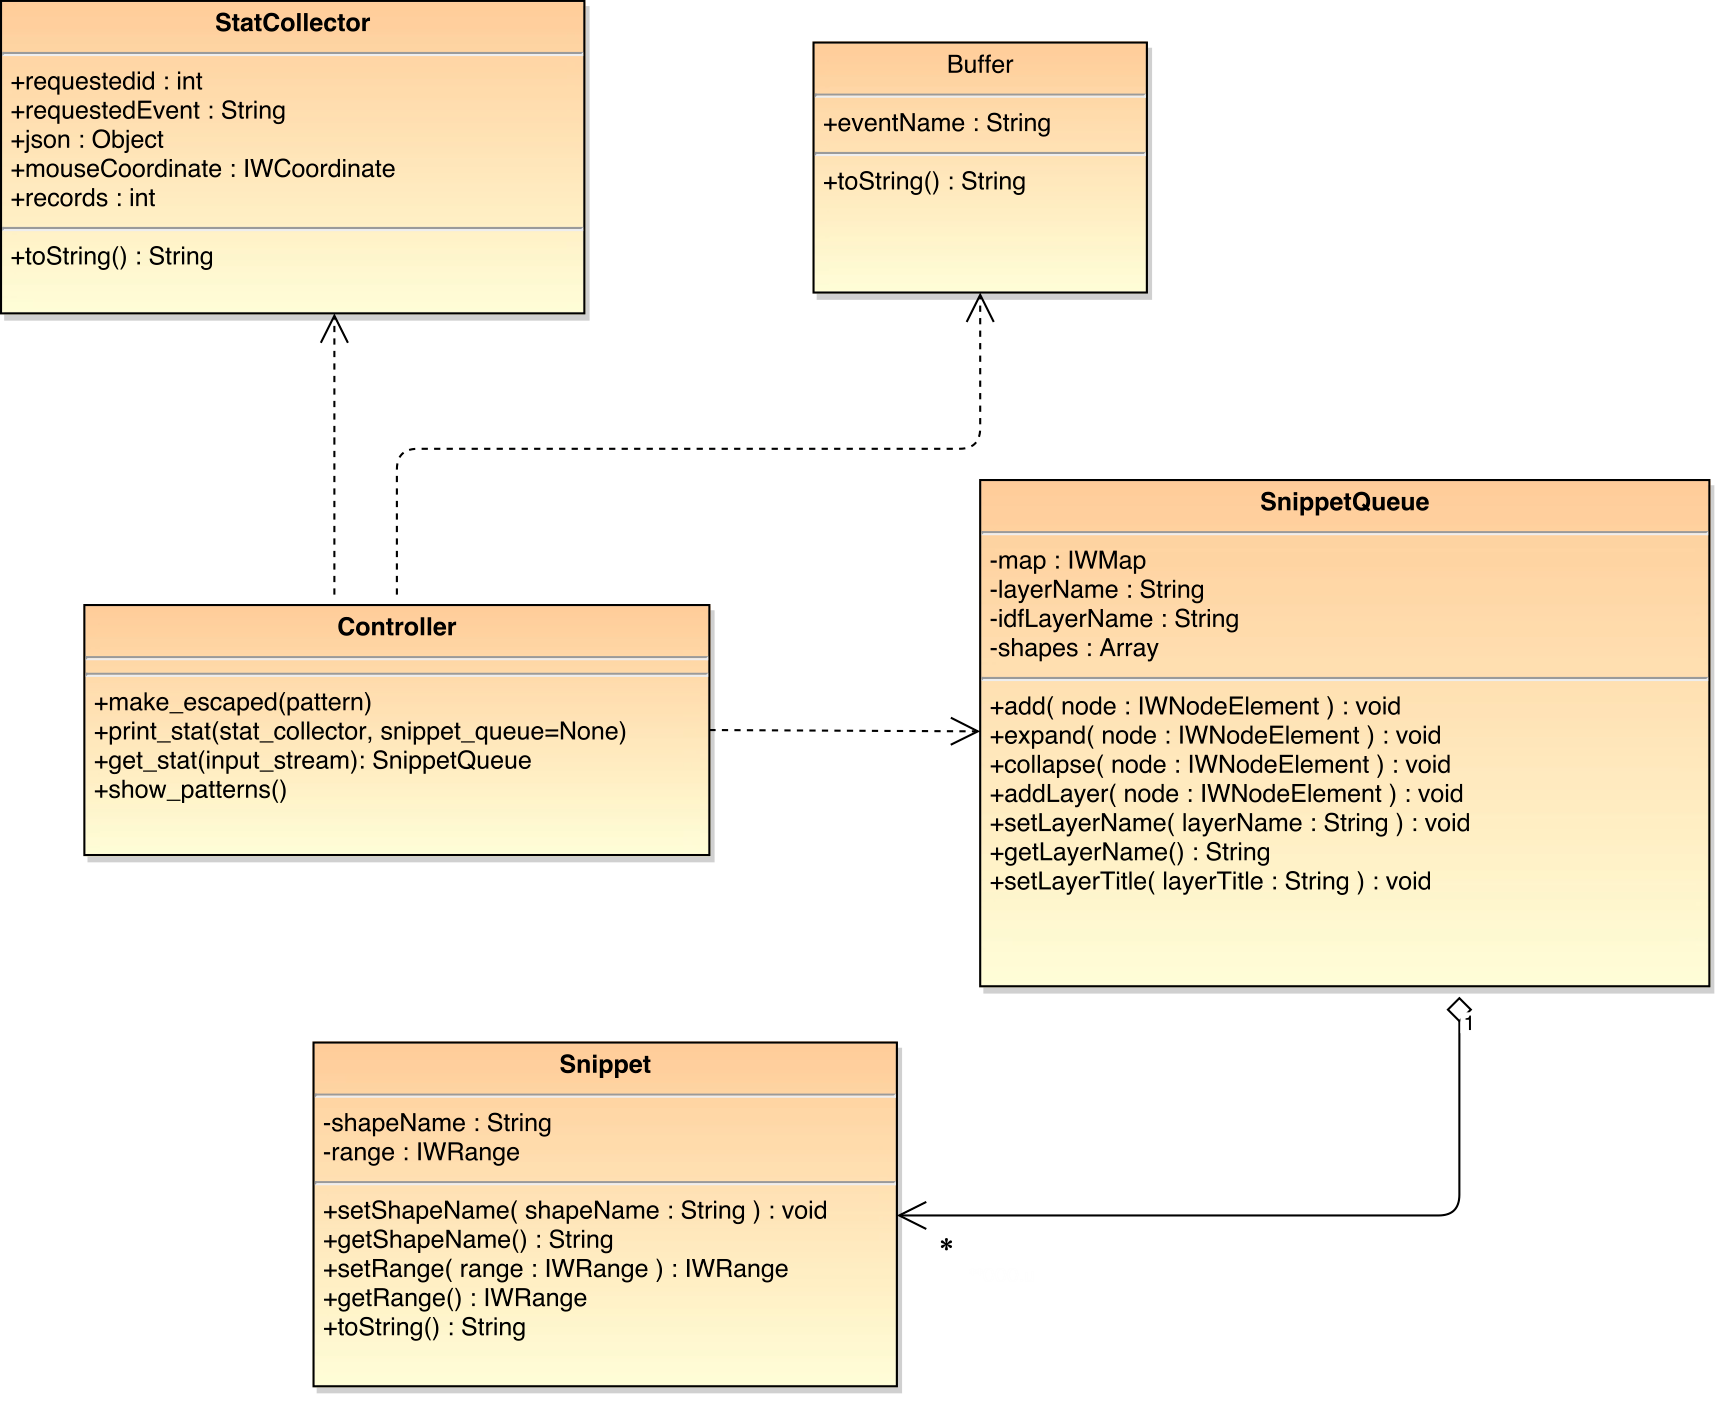 StatCollector
+requestedid : int
+requestedEvent : String
+json : Object
+mouseCoordinate : IWCoordinate
+records : int
+toString() : String
Buffer
+eventName : String
+toString() : String
Controller
+make_escaped(pattern)
+print_stat(stat_collector, snippet_queue=None)
+get_stat(input_stream): SnippetQueue
+show_patterns()
SnippetQueue
-map : IWMap
-layerName : String
-idfLayerName : String
-shapes : Array
+add( node : IWNodeElement ) : void
+expand( node : IWNodeElement ) : void
+collapse( node : IWNodeElement ) : void
+addLayer( node : IWNodeElement ) : void
+setLayerName( layerName : String ) : void
+getLayerName() : String
+setLayerTitle( layerTitle : String ) : void
1
Snippet
-shapeName : String
-range : IWRange
+setShapeName( shapeName : String ) : void
+getShapeName() : String
+setRange( range : IWRange ) : IWRange
+getRange() : IWRange
+toString() : String
*